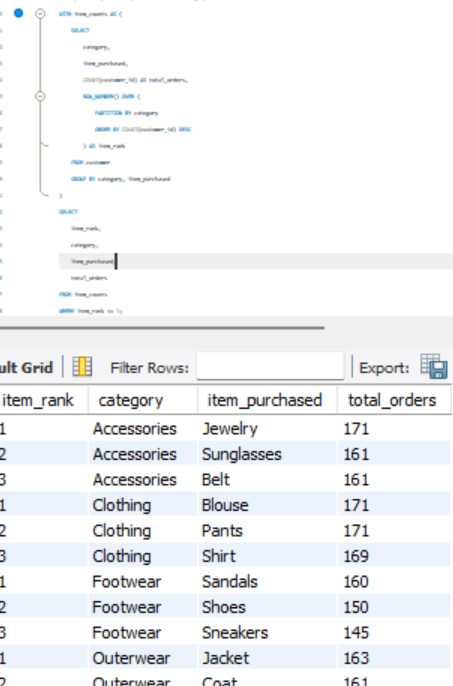 WITH item_counts AS (
SELECT
category,
item_purchased,
COUNT(customer_id) AS total_orders,
ROW_NUMBER() OVER (
PARTITION BY category
ORDER BY COUNT(customer_id) DESC
) AS item_rank
FROM customer
GROUP BY category, item_purchased
)
SELECT
item_rank,
category,
item_purchased,
total_orders
FROM item_counts
WHERE item_rank <= 3;
ult Grid Filter Rows: Export:
item_rank category item_purchased total_orders
1 Accessories Jewelry 171
2 Accessories Sunglasses 161
3 Accessories Belt 161
1 Clothing Blouse 171
2 Clothing Pants 171
3 Clothing Shirt 169
1 Footwear Sandals 160
2 Footwear Shoes 150
3 Footwear Sneakers 145
1 Outerwear Jacket 163
2 Outerwear Coat 161